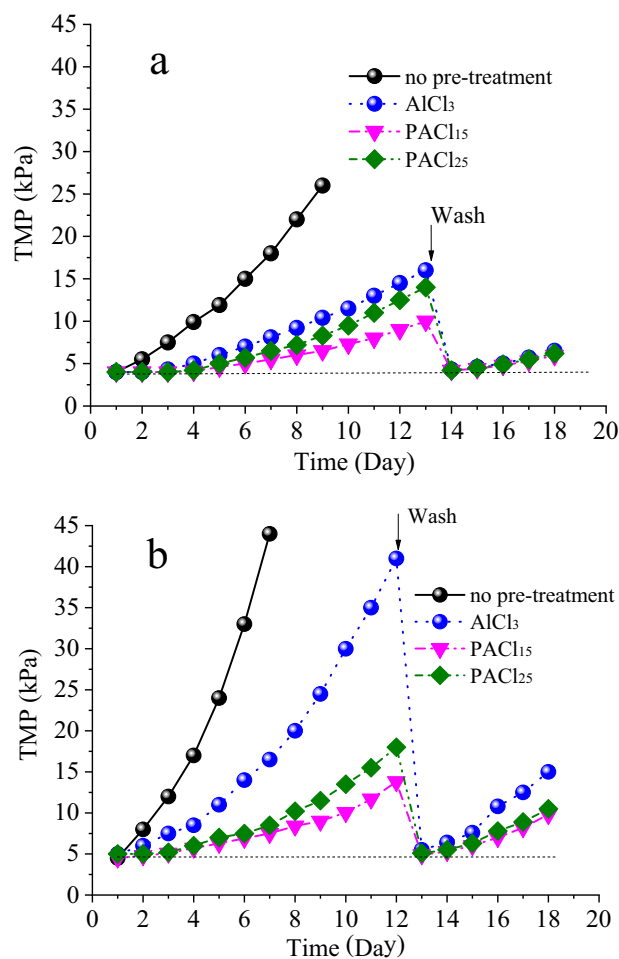 a
no pre-treatment
AlCl3
PACl15
PACl25
Wash
TMP (kPa)
45
40
35
30
25
20
15
10
5
0
0 2 4 6 8 10 12 14 16 18 20
Time (Day)
b
Wash
no pre-treatment
AlCl3
PACl15
PACl25
TMP (kPa)
45
40
35
30
25
20
15
10
5
0
0 2 4 6 8 10 12 14 16 18 20
Time (Day)